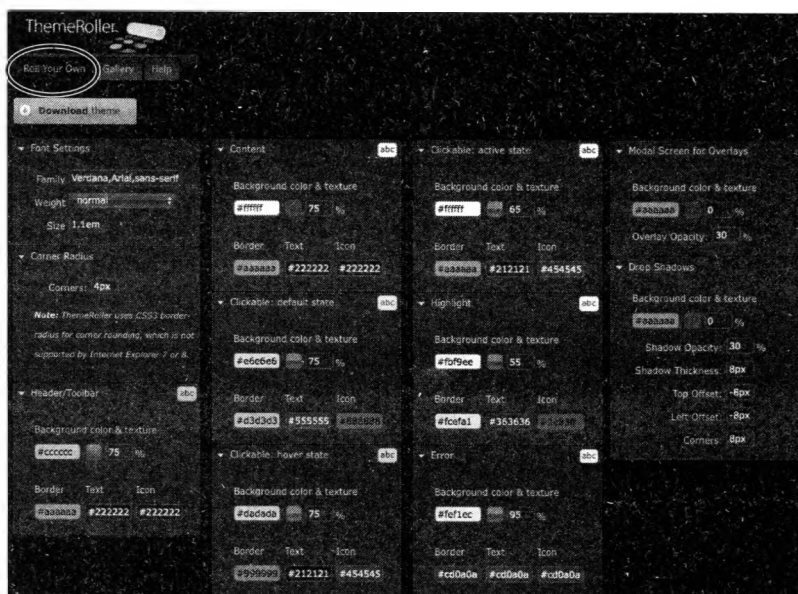 ThemeRoller
Roll Your Own Gallery Help
Download theme
Font Settings
Family Verdana,Arial,sans-serif
Weight normal
Size 1.1em
Corner Radius
Corners: 4px
Note: ThemeRoller uses CSS3 border-
radius for corner rounding, which is not
supported by Internet Explorer 7 or 8.
Header/Toolbar abc
Background color & texture
#cccccc 75 %
Border Text Icon
#aaaaaa #222222 #222222
Content abc
Background color & texture
#ffffff 75 %
Border Text Icon
#aaaaaa #222222 #222222
Clickable: default state abc
Background color & texture
#e6e6e6 75 %
Border Text Icon
#d3d3d3 #555555
Clickable: hover state abc
Background color & texture
#dadada 75 %
Border Text Icon
#999999 #212121 #454545
Clickable: active state abc
Background color & texture
#ffffff 65 %
Border Text Icon
#aaaaaa #212121 #454545
Highlight abc
Background color & texture
#fbf9ee 55 %
Border Text Icon
#fcefa1 #363636
Error abc
Background color & texture
#fef1ec 95 %
Border Text Icon
#cd0a0a #cd0a0a #cd0a0a
Modal Screen for Overlays
Background color & texture
#aaaaaa 0 %
Overlay Opacity: 30 %
Drop Shadows
Background color & texture
#aaaaaa 0 %
Shadow Opacity: 30 %
Shadow Thickness: 8px
Top Offset: -8px
Left Offset: -8px
Corners: 8px